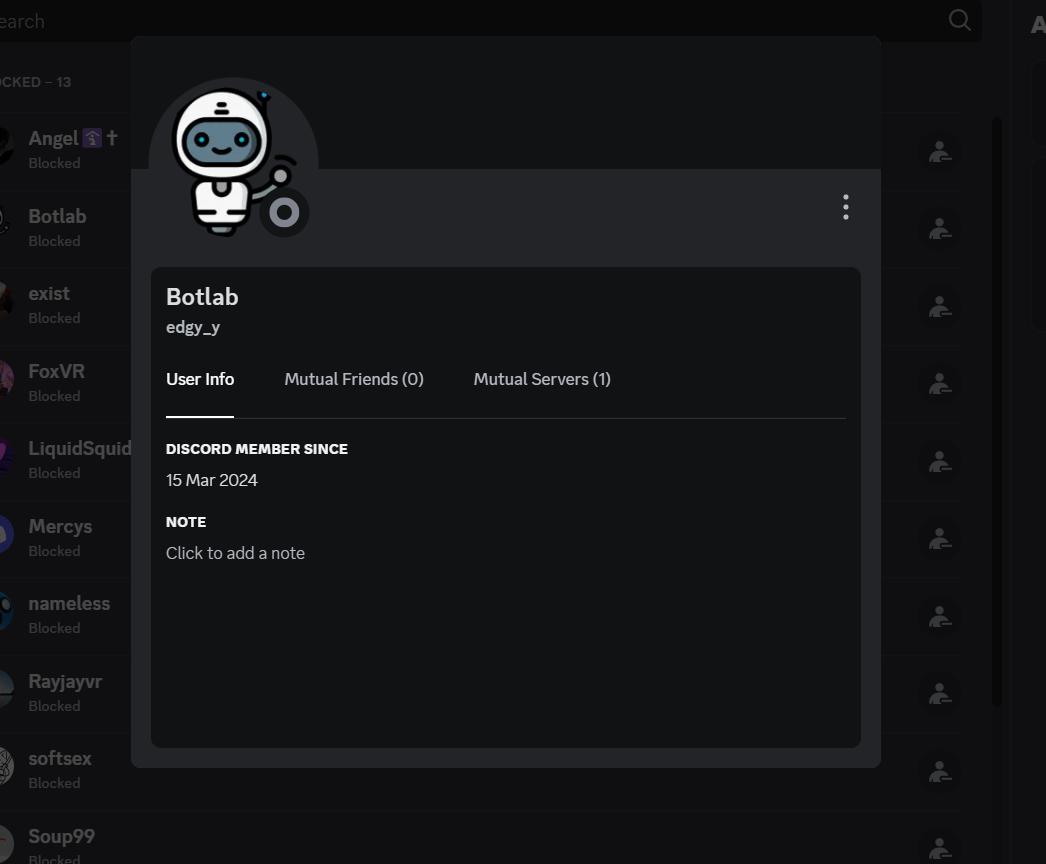 earch
OCKED – 13
Angel
Blocked
Botlab
Blocked
exist
Blocked
FoxVR
Blocked
LiquidSquid
Blocked
Mercys
Blocked
nameless
Blocked
Rayjayvr
Blocked
softsex
Blocked
Soup99
Blocked
Botlab
edgy_y
User Info
Mutual Friends (0)
Mutual Servers (1)
DISCORD MEMBER SINCE
15 Mar 2024
NOTE
Click to add a note
A